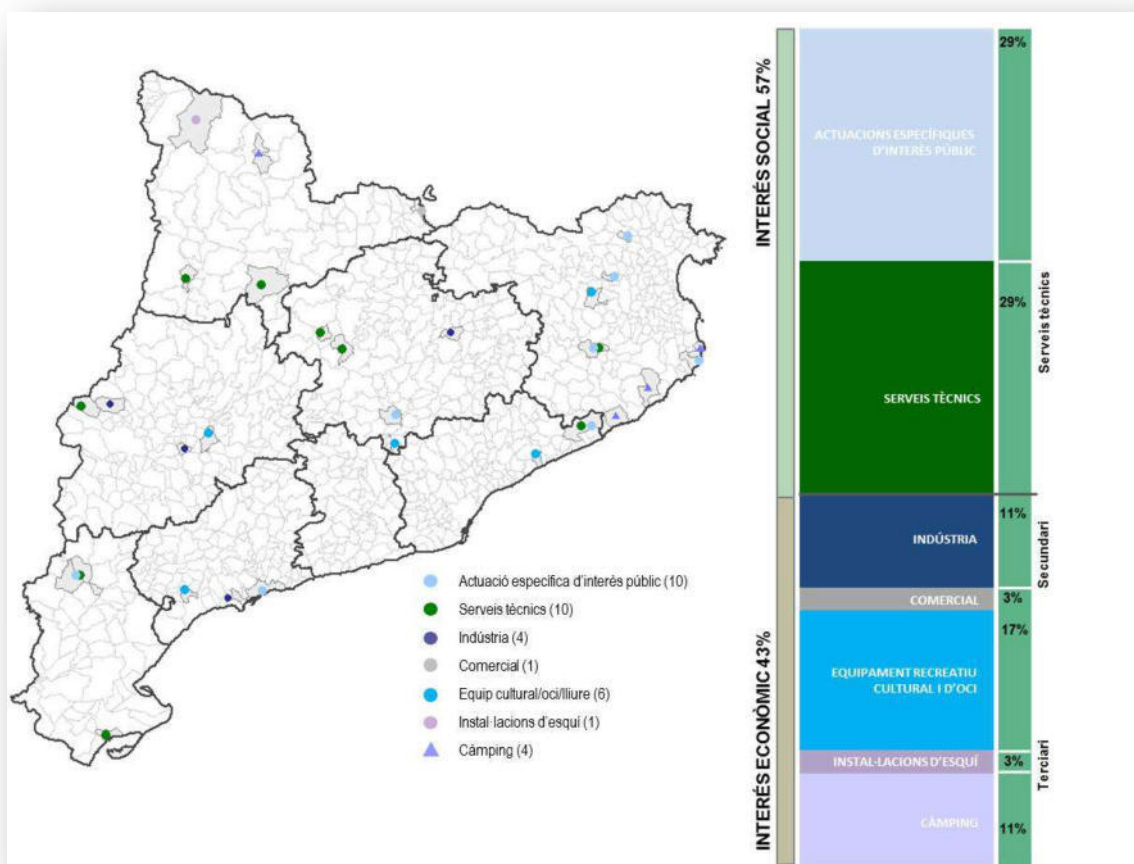 Actuació específica d'interès públic (10)
Serveis tècnics (10)
Indústria (4)
Comercial (1)
Equip cultural/oci/lliure (6)
Instal·lacions d'esquí (1)
Càmping (4)
INTERÉS SOCIAL 57%
INTERÉS ECONÒMIC 43%
ACTUACIONS ESPECÍFIQUES
D'INTERÈS PÚBLIC
SERVEIS TÈCNICS
INDÚSTRIA
COMERCIAL
EQUIPAMENT RECREATIU
CULTURAL I D'OCI
INSTAL·LACIONS D'ESQUÍ
CÀMPING
29%
29%
11%
3%
17%
3%
11%
Serveis tècnics
Secundari
Terciari